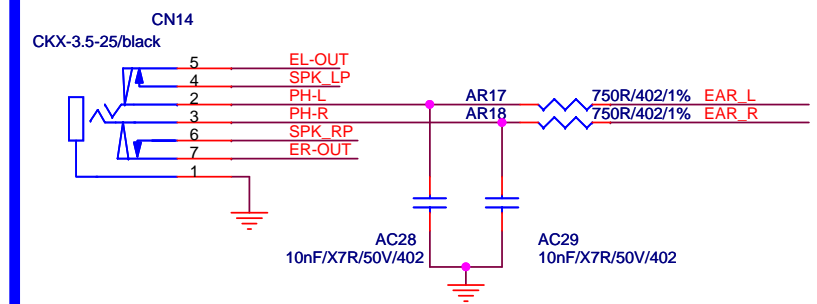 CN14
CKX-3.5-25/black
5 EL-OUT
4 SPK_LP
2 PH-L AR17 750R/402/1% EAR_L
3 PH-R AR18 750R/402/1% EAR_R
6 SPK_RP
7 ER-OUT
1
AC28 AC29
10nF/X7R/50V/402 10nF/X7R/50V/402